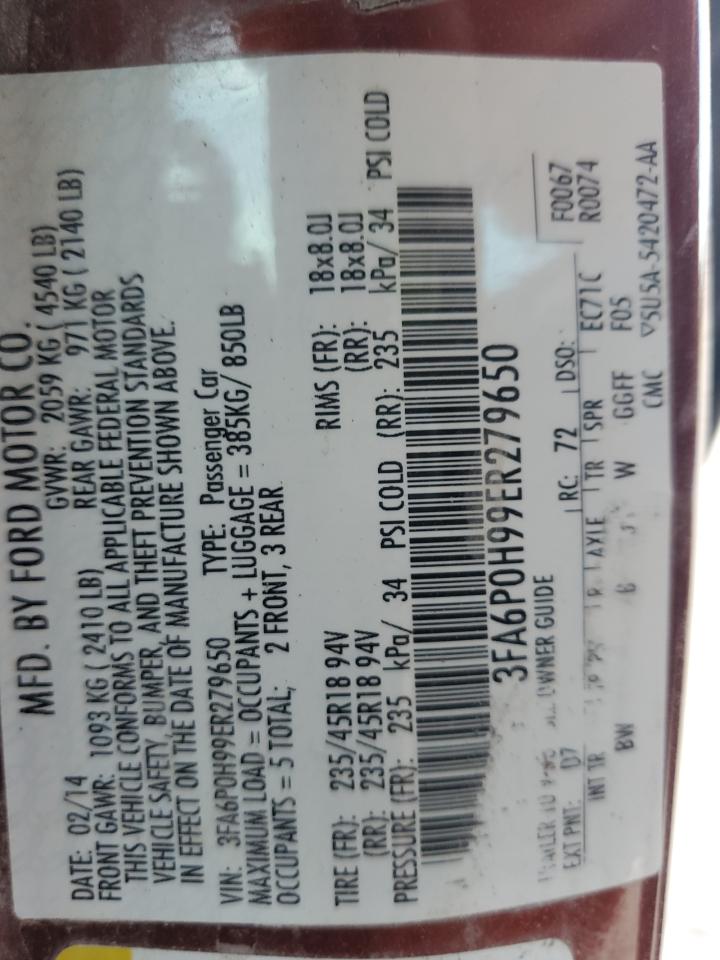 MFD. BY FORD MOTOR CO.
DATE: 02/14 GVWR: 2059 KG ( 4540 LB)
FRONT GAWR: 1093 KG ( 2410 LB) REAR GAWR: 971 KG ( 2140 LB)
THIS VEHICLE CONFORMS TO ALL APPLICABLE FEDERAL MOTOR
VEHICLE SAFETY, BUMPER, AND THEFT PREVENTION STANDARDS
IN EFFECT ON THE DATE OF MANUFACTURE SHOWN ABOVE.
VIN: 3FA6P0H99ER279650 TYPE: Passenger Car
MAXIMUM LOAD = OCCUPANTS + LUGGAGE = 385KG/ 850LB
OCCUPANTS = 5 TOTAL; 2 FRONT, 3 REAR
TIRE (FR): 235/45R18 94V RIMS (FR): 18x8.0J
(RR): 235/45R18 94V (RR): 18x8.0J
PRESSURE (FR): 235 kPa/ 34 PSI COLD (RR): 235 kPa/ 34 PSI COLD
3FA6P0H99ER279650
OWNER GUIDE
F0067
R0074
EXT PNT: D7 RC: 72 DSO:
INT TR AXLE TR SPR EC71C
BW 6 W GGFF F05
CMC ▽5U5A-5420472-AA